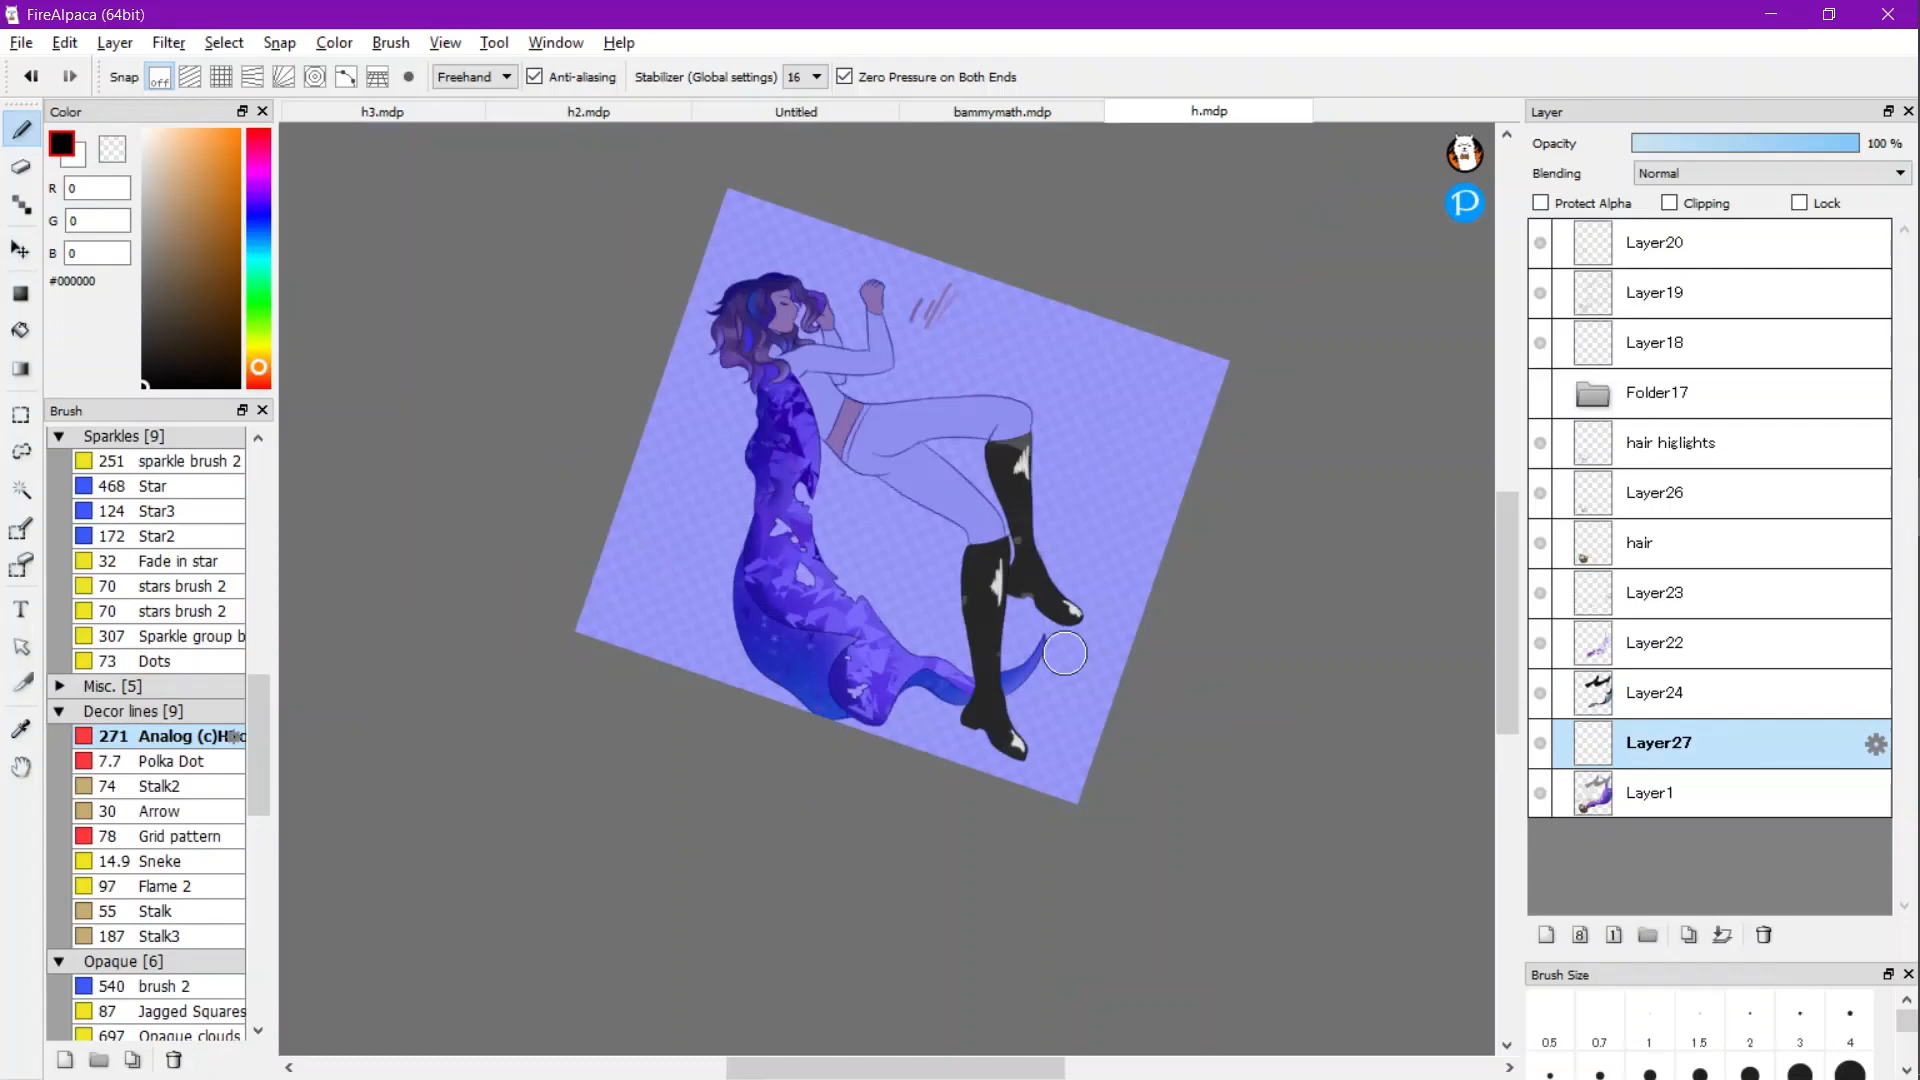 FireAlpaca (64bit)
File Edit Layer Filter Select Snap Color Brush View Tool Window Help
Snap off Freehand Anti-aliasing Stabilizer (Global settings) 16 Zero Pressure on Both Ends
Color
R 0
G 0
B 0
#000000
Brush
Sparkles [9]
251 sparkle brush 2
468 Star
124 Star3
172 Star2
32 Fade in star
70 stars brush 2
70 stars brush 2
307 Sparkle group b
73 Dots
Misc. [5]
Decor lines [9]
271 Analog
7.7 Polka Dot
74 Stalk2
30 Arrow
78 Grid pattern
14.9 Sneke
97 Flame 2
55 Stalk
187 Stalk3
Opaque [6]
540 brush 2
87 Jagged Squares
697 Opaque clouds
h3.mdp h2.mdp Untitled bammymath.mdp h.mdp
P
Layer
Opacity 100 %
Blending Normal
Protect Alpha Clipping Lock
Layer20
Layer19
Layer18
Folder17
hair higlights
Layer26
hair
Layer23
Layer22
Layer24
Layer27
Layer1
8 1
Brush Size
0.5 0.7 1 1.5 2 3 4